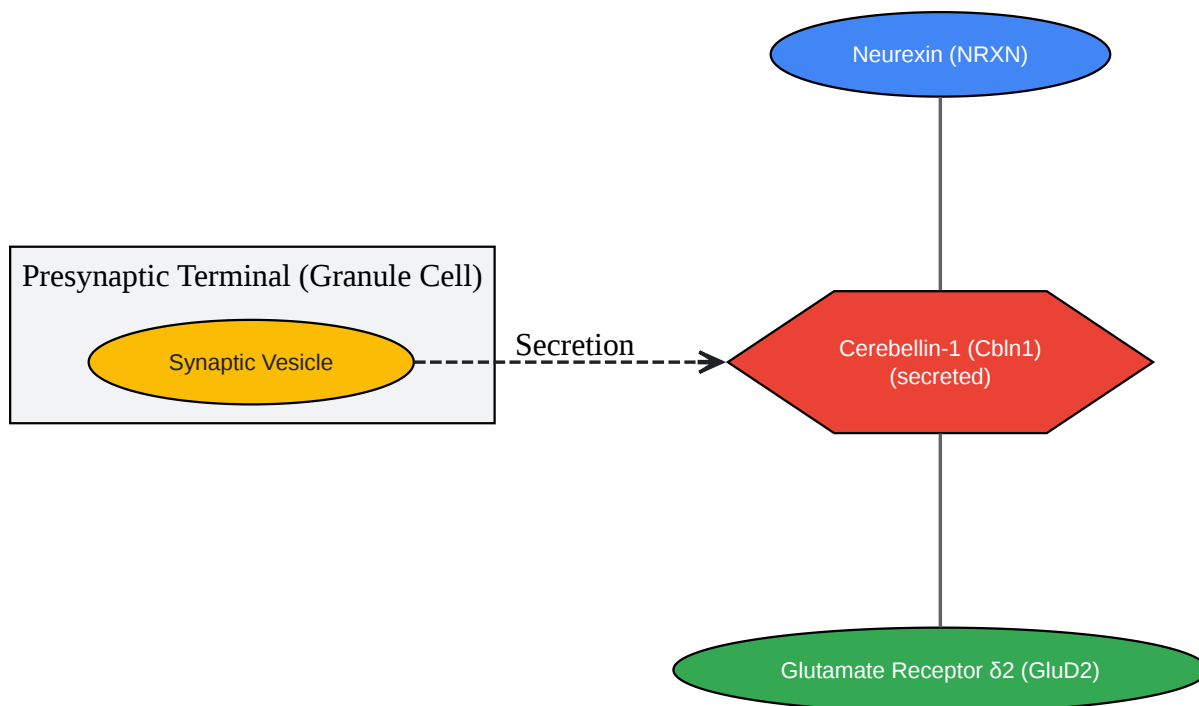 Neurexin (NRXN)
Presynaptic Terminal (Granule Cell)
Synaptic Vesicle
Secretion
Cerebellin-1 (Cbln1)
(secreted)
Glutamate Receptor δ2 (GluD2)